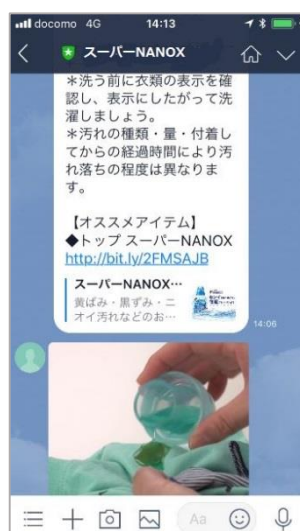 docomo 4G 14:13
スーパーNANOX
＊洗う前に衣類の表示を確
認し、表示にしたがって洗
濯しましょう。
＊汚れの種類・量・付着し
てからの経過時間により汚
れ落ちの程度は異なりま
す。
【オススメアイテム】
◆トップ スーパーNANOX
http://bit.ly/2FMSAJB
スーパーNANOX…
黄ばみ・黒ずみ・ニ
オイ汚れなどのお…
14:06
Aa